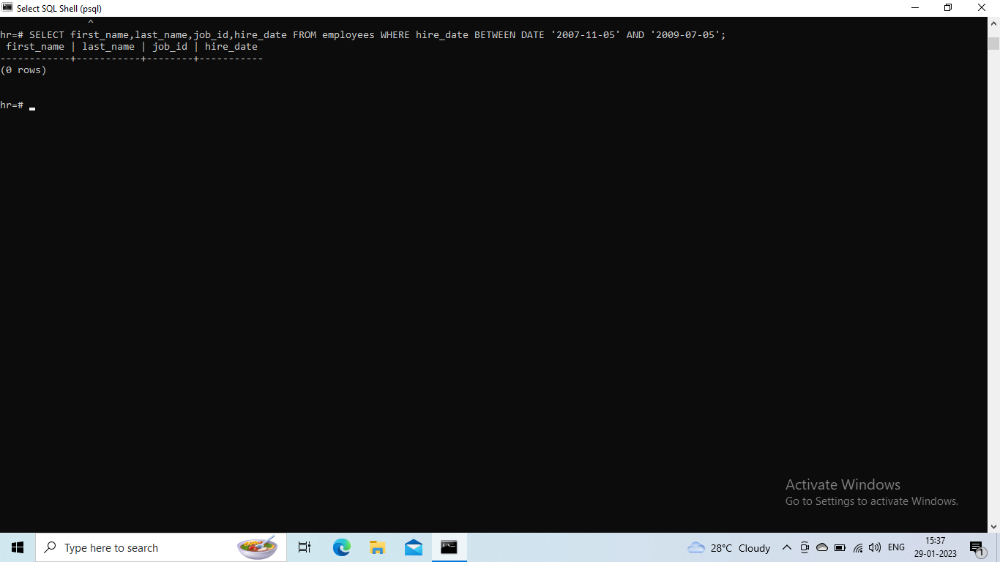 Select SQL Shell (psql)
^
hr=# SELECT first_name,last_name,job_id,hire_date FROM employees WHERE hire_date BETWEEN DATE '2007-11-05' AND '2009-07-05';
 first_name | last_name | job_id | hire_date
------------+-----------+--------+-----------
(0 rows)
hr=#
Activate Windows
Go to Settings to activate Windows.
Type here to search
28°C Cloudy
ENG
15:37
29-01-2023
1